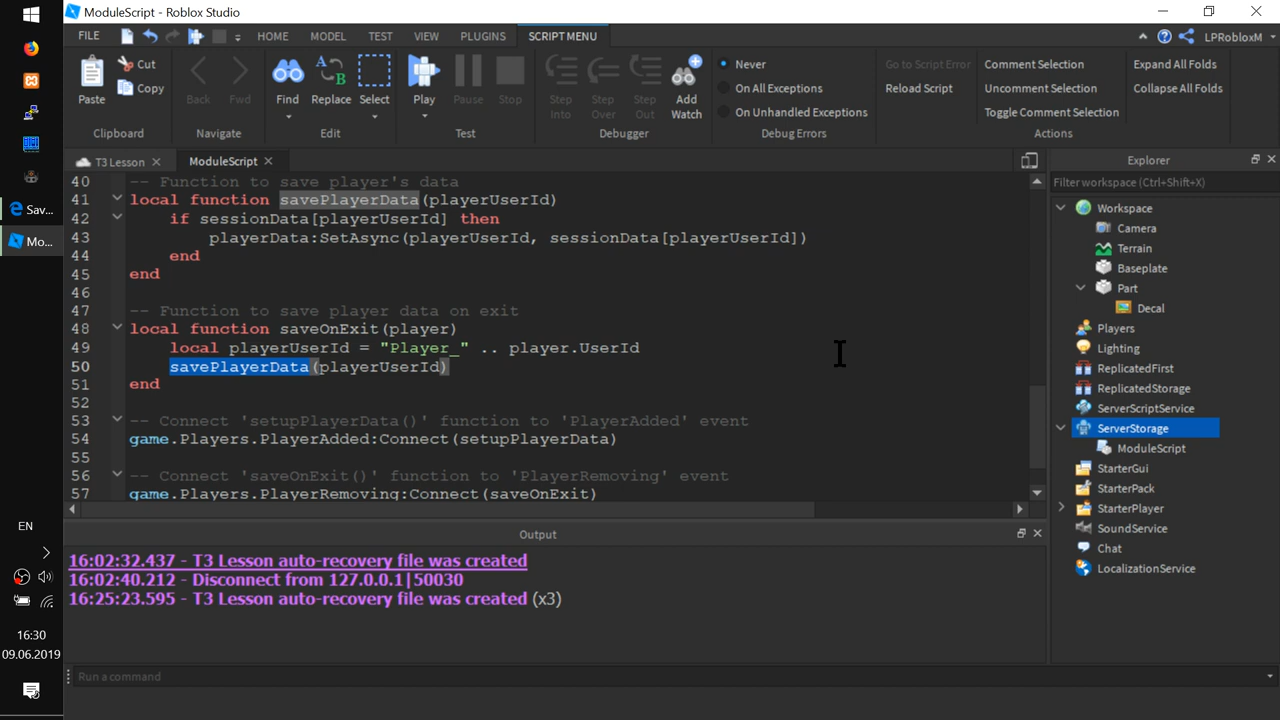 ModuleScript - Roblox Studio
FILE
HOME
MODEL
TEST
VIEW
PLUGINS
SCRIPT MENU
LPRobloxM
Paste
Cut
Copy
Clipboard
Back
Fwd
Navigate
Find
Replace
Select
Edit
Play
Pause
Stop
Test
Step Into
Step Over
Step Out
Add Watch
Debugger
Never
On All Exceptions
On Unhandled Exceptions
Debug Errors
Go to Script Error
Reload Script
Comment Selection
Uncomment Selection
Toggle Comment Selection
Expand All Folds
Collapse All Folds
Actions
T3 Lesson
ModuleScript
40 -- Function to save player's data
41 local function savePlayerData(playerUserId)
42 if sessionData[playerUserId] then
43 playerData:SetAsync(playerUserId, sessionData[playerUserId])
44 end
45 end
46
47 -- Function to save player data on exit
48 local function saveOnExit(player)
49 local playerUserId = "Player_" .. player.UserId
50 savePlayerData(playerUserId)
51 end
52
53 -- Connect 'setupPlayerData()' function to 'PlayerAdded' event
54 game.Players.PlayerAdded:Connect(setupPlayerData)
55
56 -- Connect 'saveOnExit()' function to 'PlayerRemoving' event
57 game.Players.PlayerRemoving:Connect(saveOnExit)
Output
16:02:32.437 - T3 Lesson auto-recovery file was created
16:02:40.212 - Disconnect from 127.0.0.1|50030
16:25:23.595 - T3 Lesson auto-recovery file was created (x3)
Run a command
Explorer
Filter workspace (Ctrl+Shift+X)
Workspace
Camera
Terrain
Baseplate
Part
Decal
Players
Lighting
ReplicatedFirst
ReplicatedStorage
ServerScriptService
ServerStorage
ModuleScript
StarterGui
StarterPack
StarterPlayer
SoundService
Chat
LocalizationService
Sav...
Mo...
EN
16:30
09.06.2019